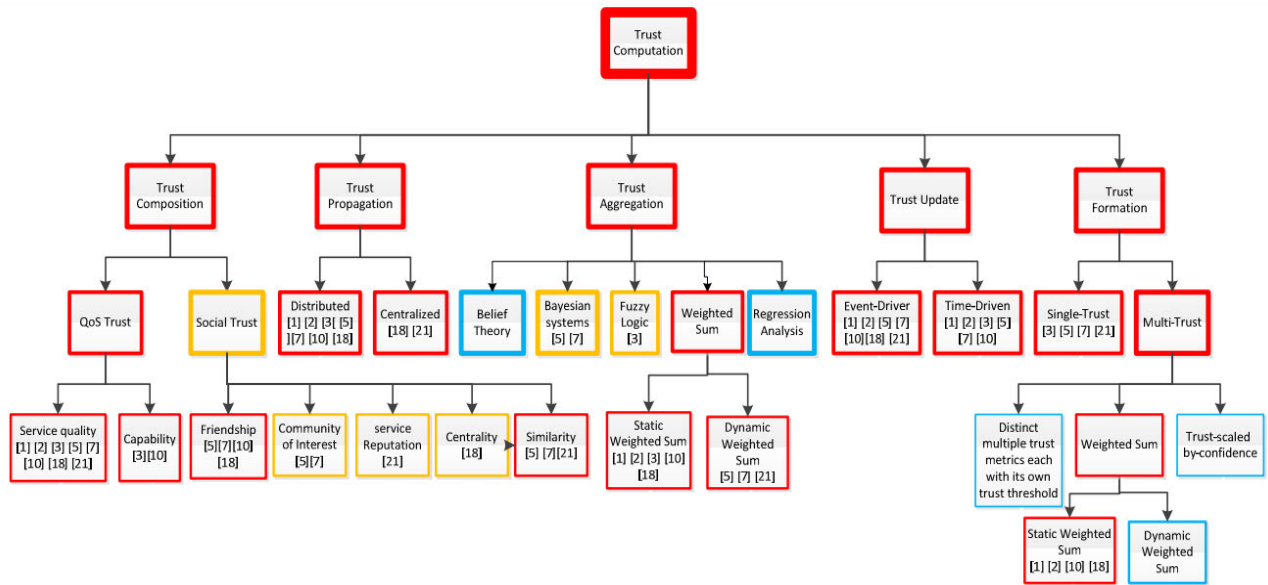 Trust
Computation
Trust
Composition
Trust
Propagation
Trust
Aggregation
Trust Update
Trust
Formation
QoS Trust
Social Trust
Distributed
[1] [2] [3] [5
][7] [10] [18]
Centralized
[18] [21]
Belief
Theory
Bayesian
systems
[5] [7]
Fuzzy
Logic
[3]
Weighted
Sum
Regression
Analysis
Event-Driver
[1] [2] [5] [7]
[10][18] [21]
Time-Driven
[1] [2] [3] [5]
[7] [10]
Single-Trust
[3] [5] [7] [21]
Multi-Trust
Service quality
[1] [2] [3] [5] [7]
[10] [18] [21]
Capability
[3][10]
Friendship
[5][7][10]
[18]
Community
of Interest
[5][7]
service
Reputation
[21]
Centrality
[18]
Similarity
[5] [7][21]
Static
Weighted Sum
[1] [2] [3] [10]
[18]
Dynamic
Weighted
Sum
[5] [7] [21]
Distinct
multiple trust
metrics each
with its own
trust threshold
Weighted Sum
Trust-scaled
by-confidence
Static Weighted
Sum
[1] [2] [10] [18]
Dynamic
Weighted
Sum